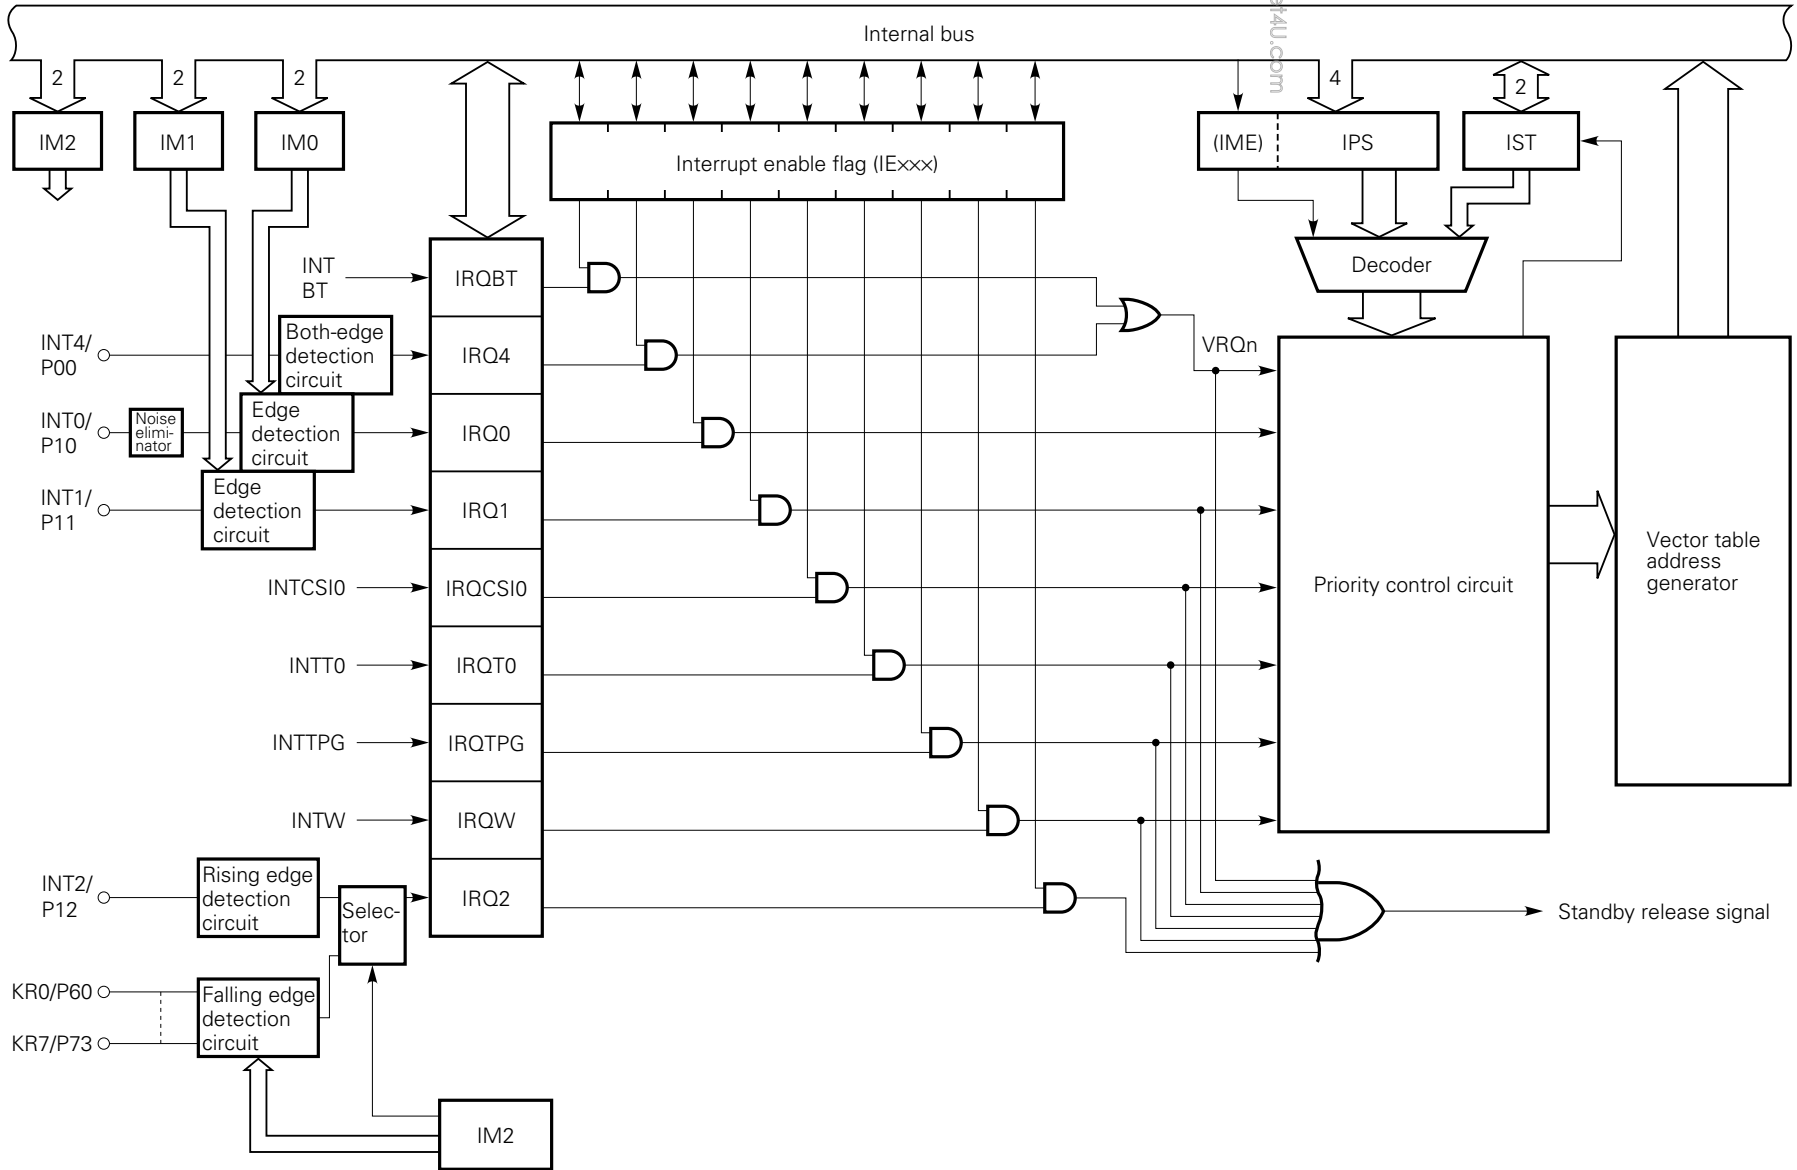 Internal bus
et4U.com
2
2
2
4
2
IM2
IM1
IM0
Interrupt enable flag (IE×××)
(IME)
IPS
IST
Decoder
INT
BT
IRQBT
INT4/
P00
Both-edge
detection
circuit
IRQ4
VRQn
INT0/
P10
Noise
elimi-
nator
Edge
detection
circuit
IRQ0
INT1/
P11
Edge
detection
circuit
IRQ1
INTCSI0
IRQCSI0
Priority control circuit
Vector table
address
generator
INTT0
IRQT0
INTTPG
IRQTPG
INTW
IRQW
INT2/
P12
Rising edge
detection
circuit
Selec-
tor
IRQ2
Standby release signal
KR0/P60
KR7/P73
Falling edge
detection
circuit
IM2